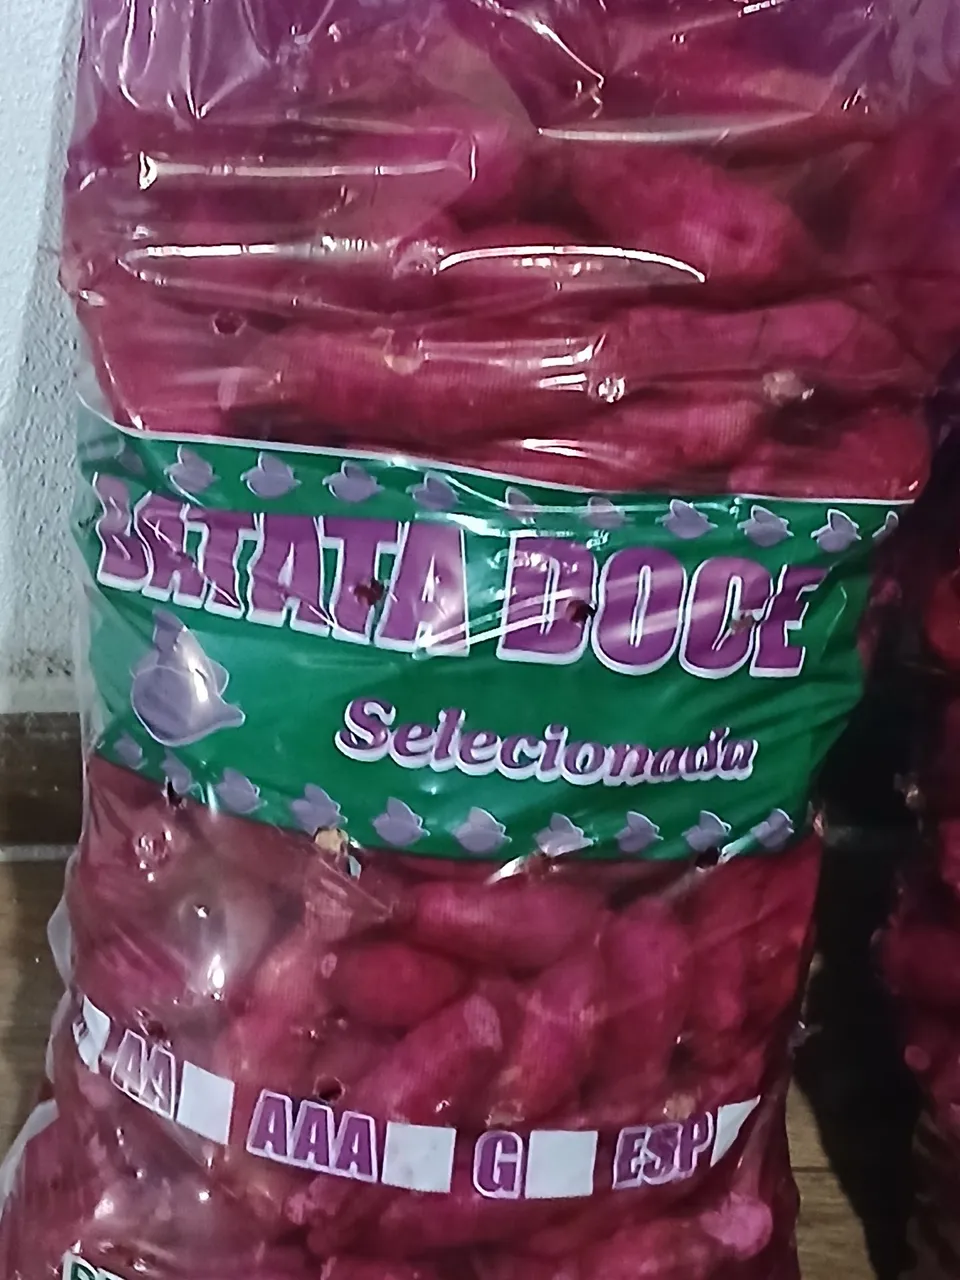 BATATA DOCE
Selecionada
AA AAA G ESP